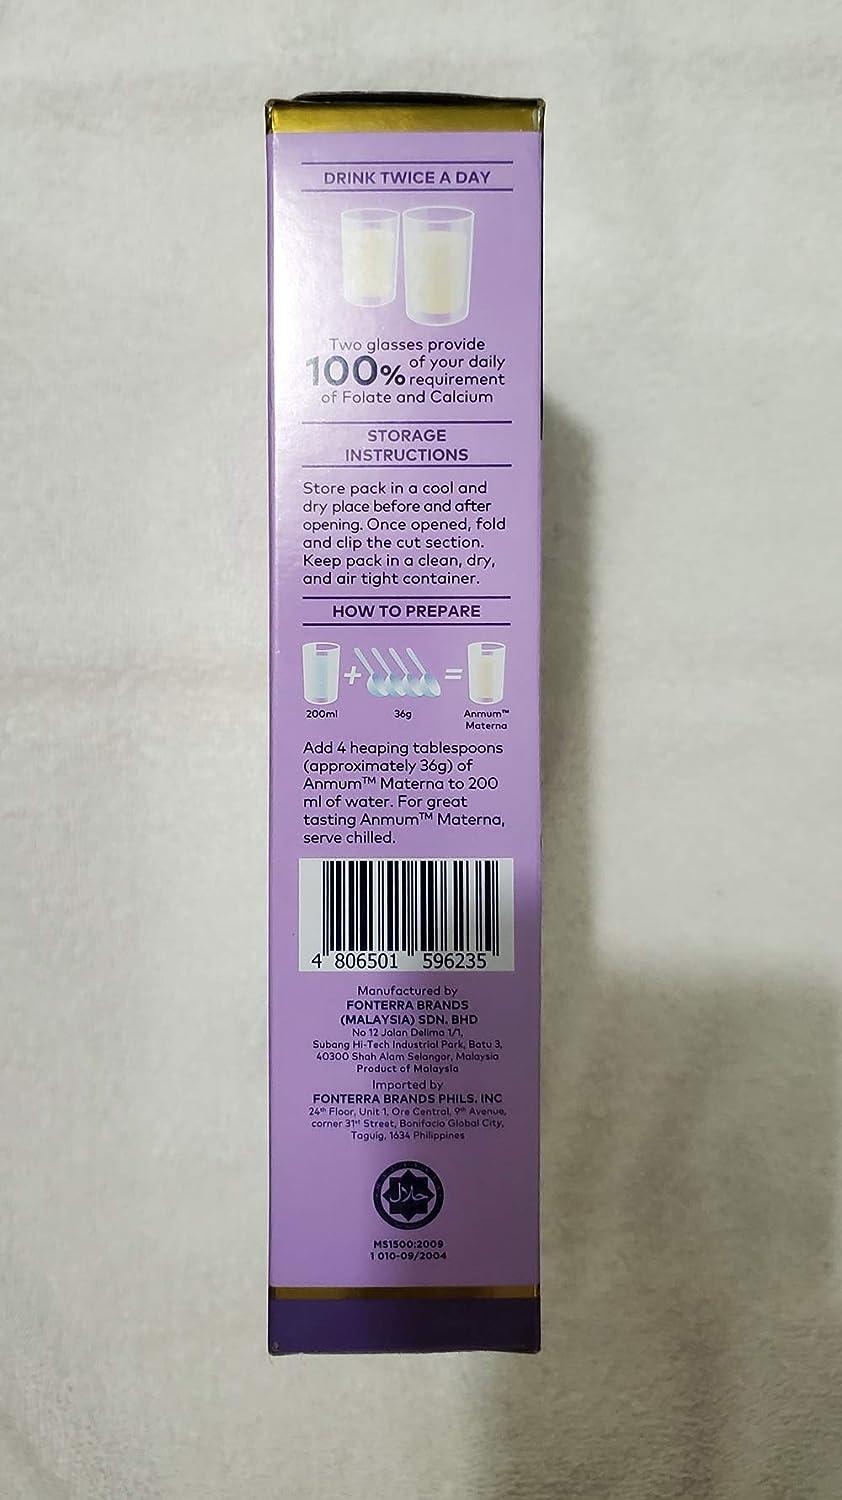 DRINK TWICE A DAY
Two glasses provide
100% of your daily
requirement
of Folate and Calcium
STORAGE
INSTRUCTIONS
Store pack in a cool and
dry place before and after
opening. Once opened, fold
and clip the cut section.
Keep pack in a clean, dry,
and air tight container.
HOW TO PREPARE
+ =
200ml 36g Anmum™
Materna
Add 4 heaping tablespoons
(approximately 36g) of
Anmum™ Materna to 200
ml of water. For great
tasting Anmum™ Materna,
serve chilled.
4 806501 596235
Manufactured by
FONTERRA BRANDS
(MALAYSIA) SDN. BHD
No 12 Jalan Delima 1/1,
Subang Hi-Tech Industrial Park, Batu 3,
40300 Shah Alam Selangor, Malaysia
Product of Malaysia
Imported by
FONTERRA BRANDS PHILS. INC
24th Floor, Unit 1, Ore Central, 9th Avenue,
corner 31st Street, Bonifacio Global City,
Taguig, 1634 Philippines
حلال
MS1500:2009
1 010-09/2004